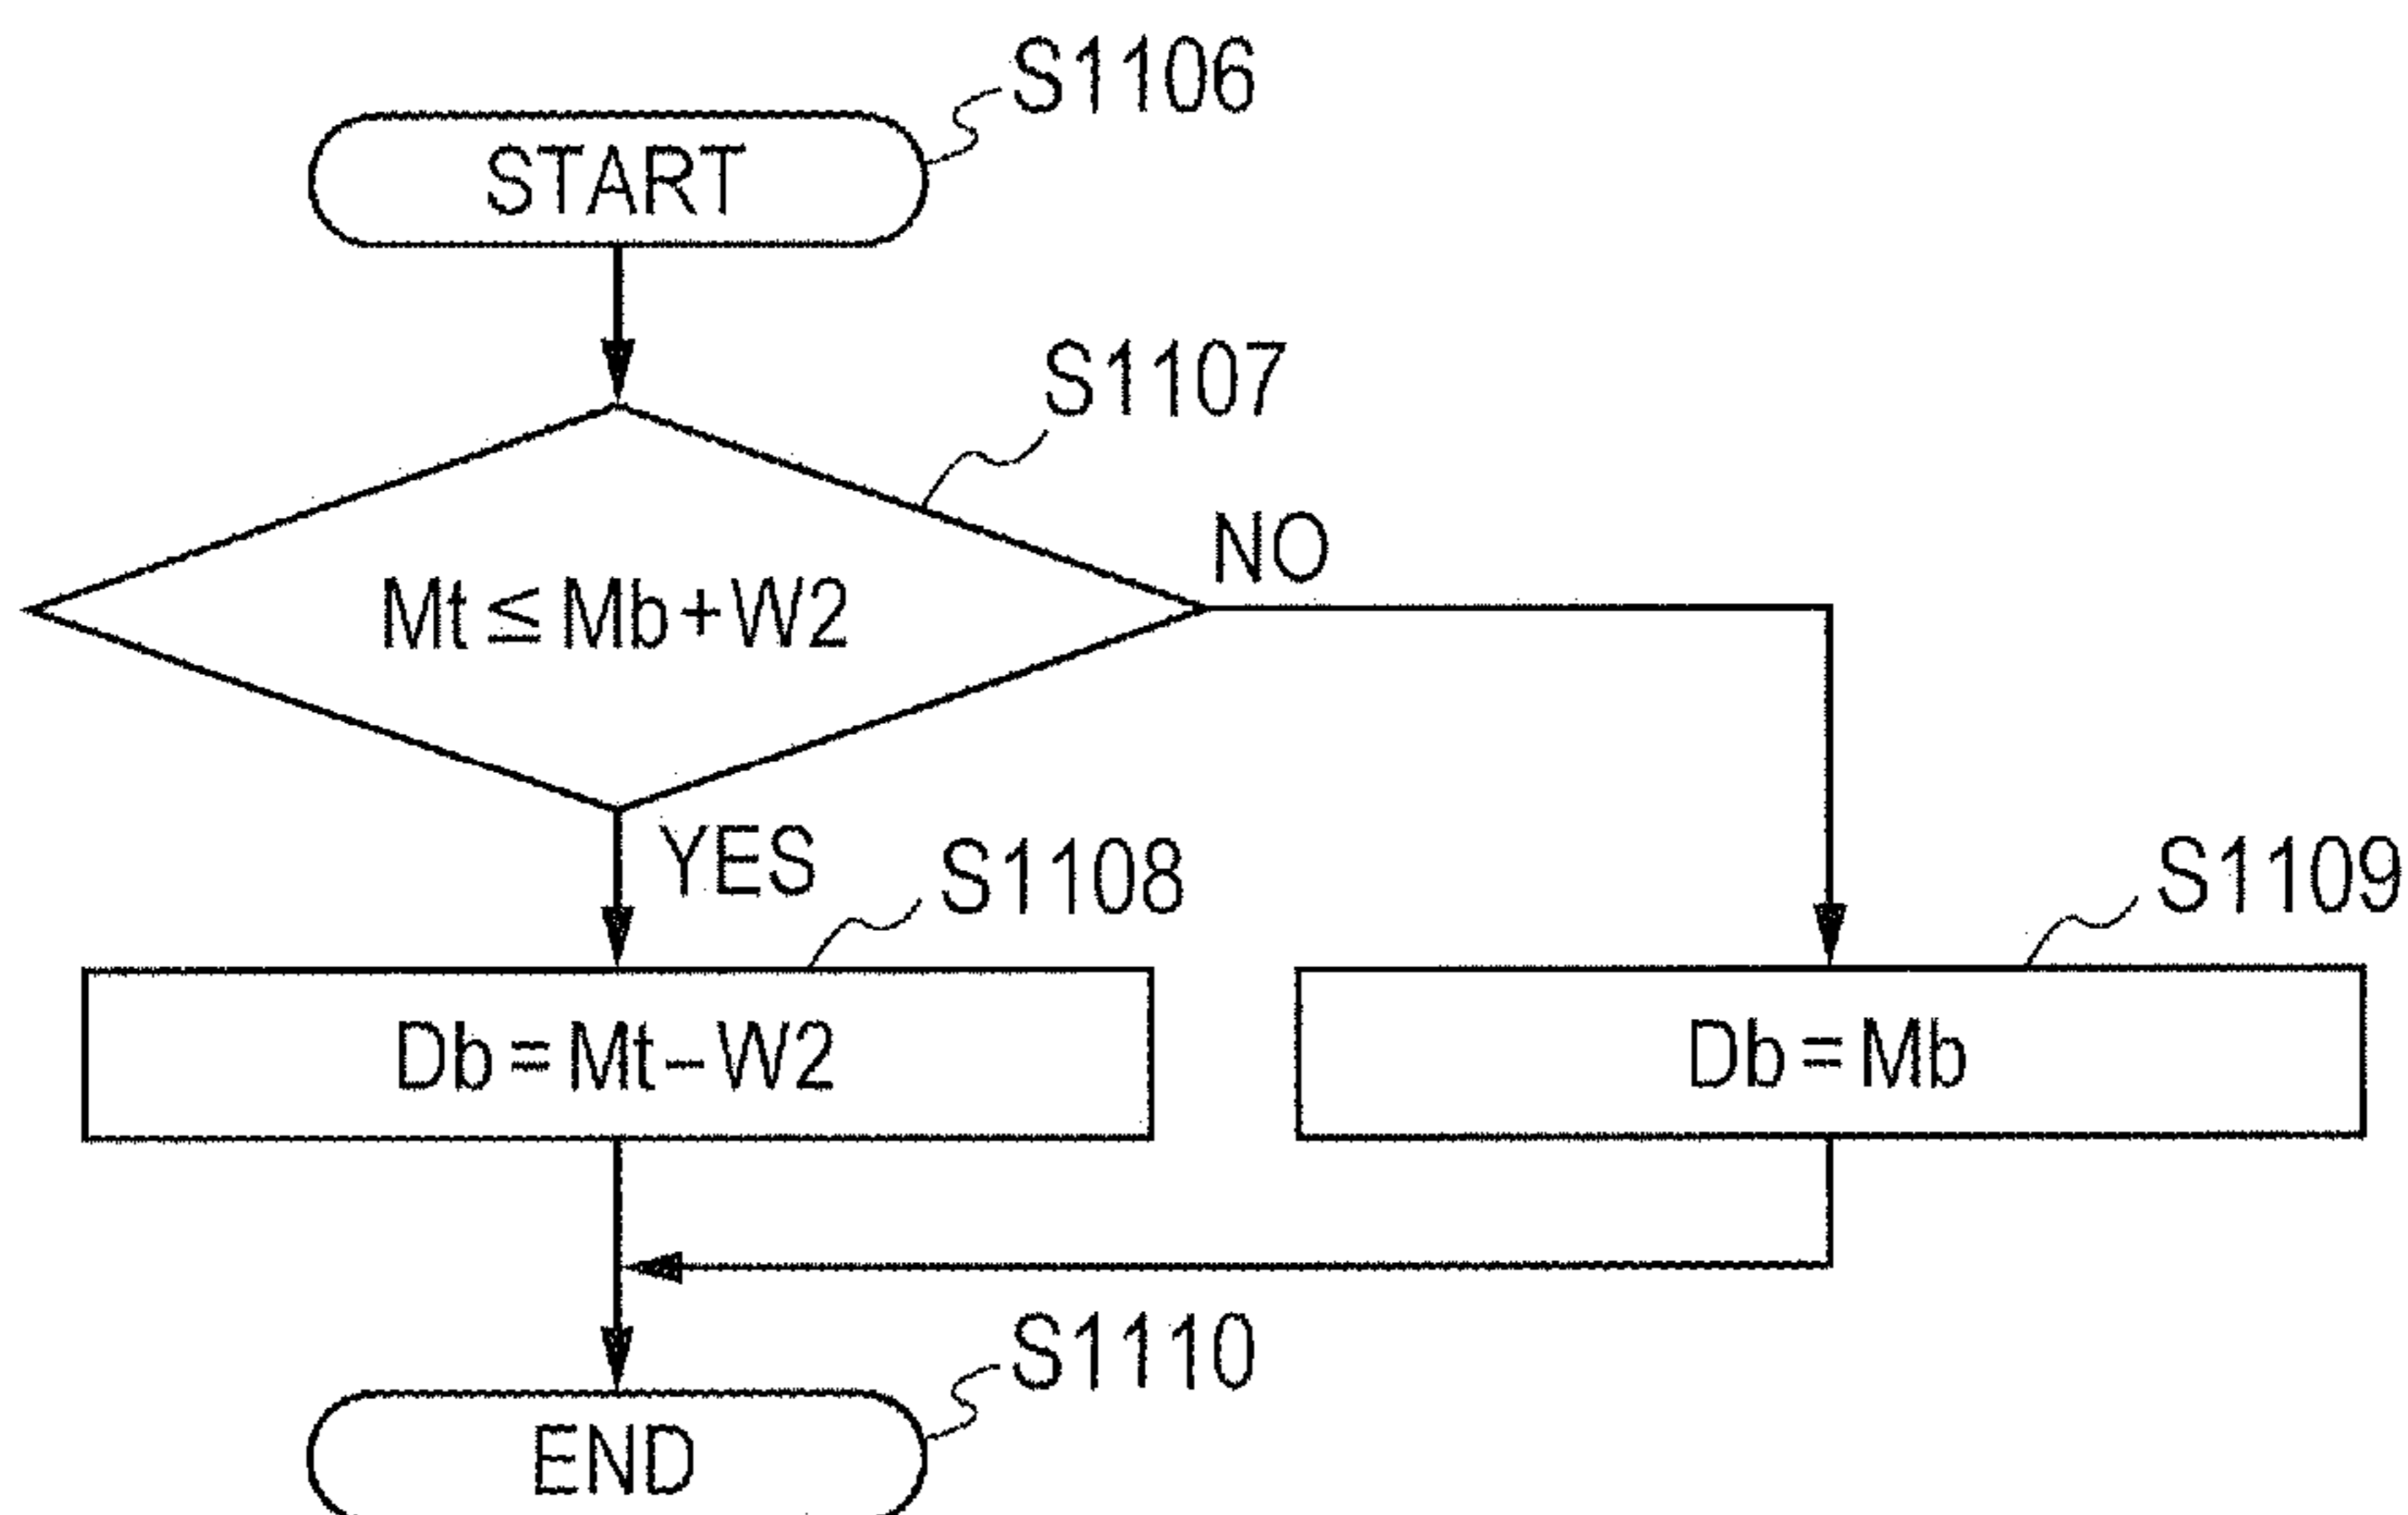 S1106
START
S1107
NO
Mt ≤ Mb+W2
YES
S1108
S1109
Db = Mt–W2
Db = Mb
S1110
END